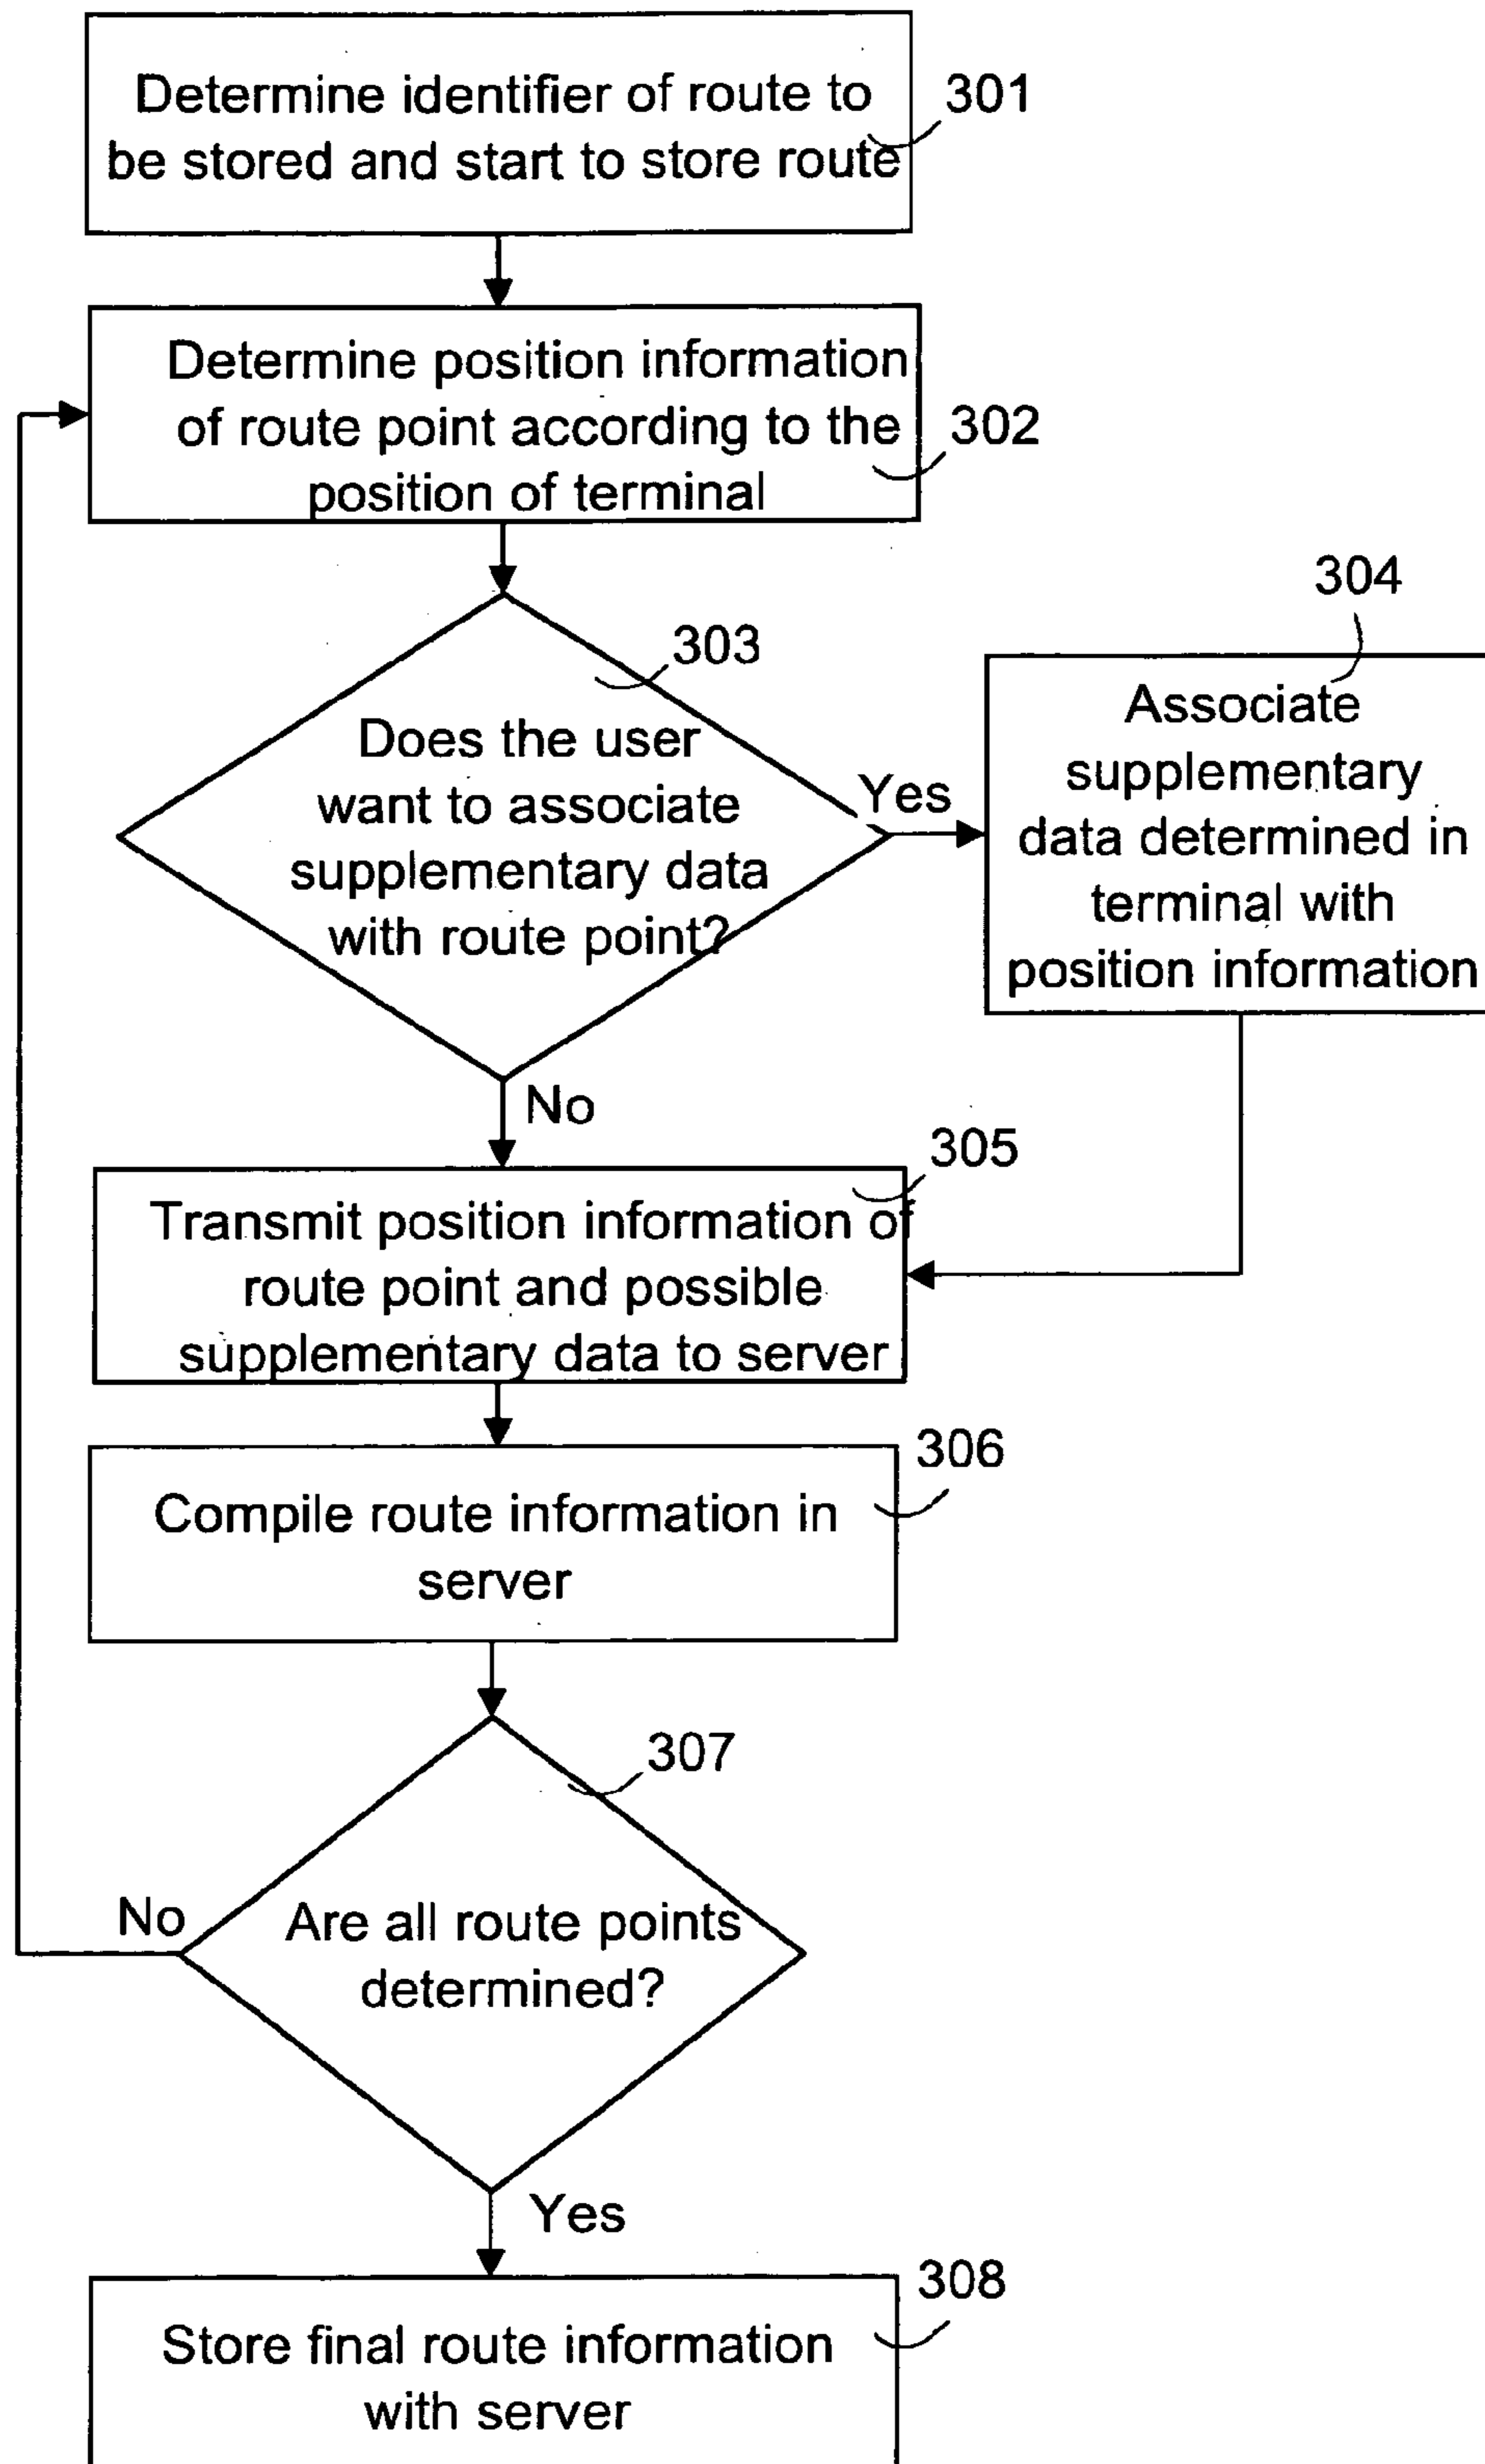 Determine identifier of route to
be stored and start to store route
301
Determine position information
of route point according to the
position of terminal
302
303
Does the user
want to associate
supplementary data
with route point?
Yes
304
Associate
supplementary
data determined in
terminal with
position information
No
305
Transmit position information of
route point and possible
supplementary data to server
306
Compile route information in
server
307
Are all route points
determined?
No
Yes
308
Store final route information
with server